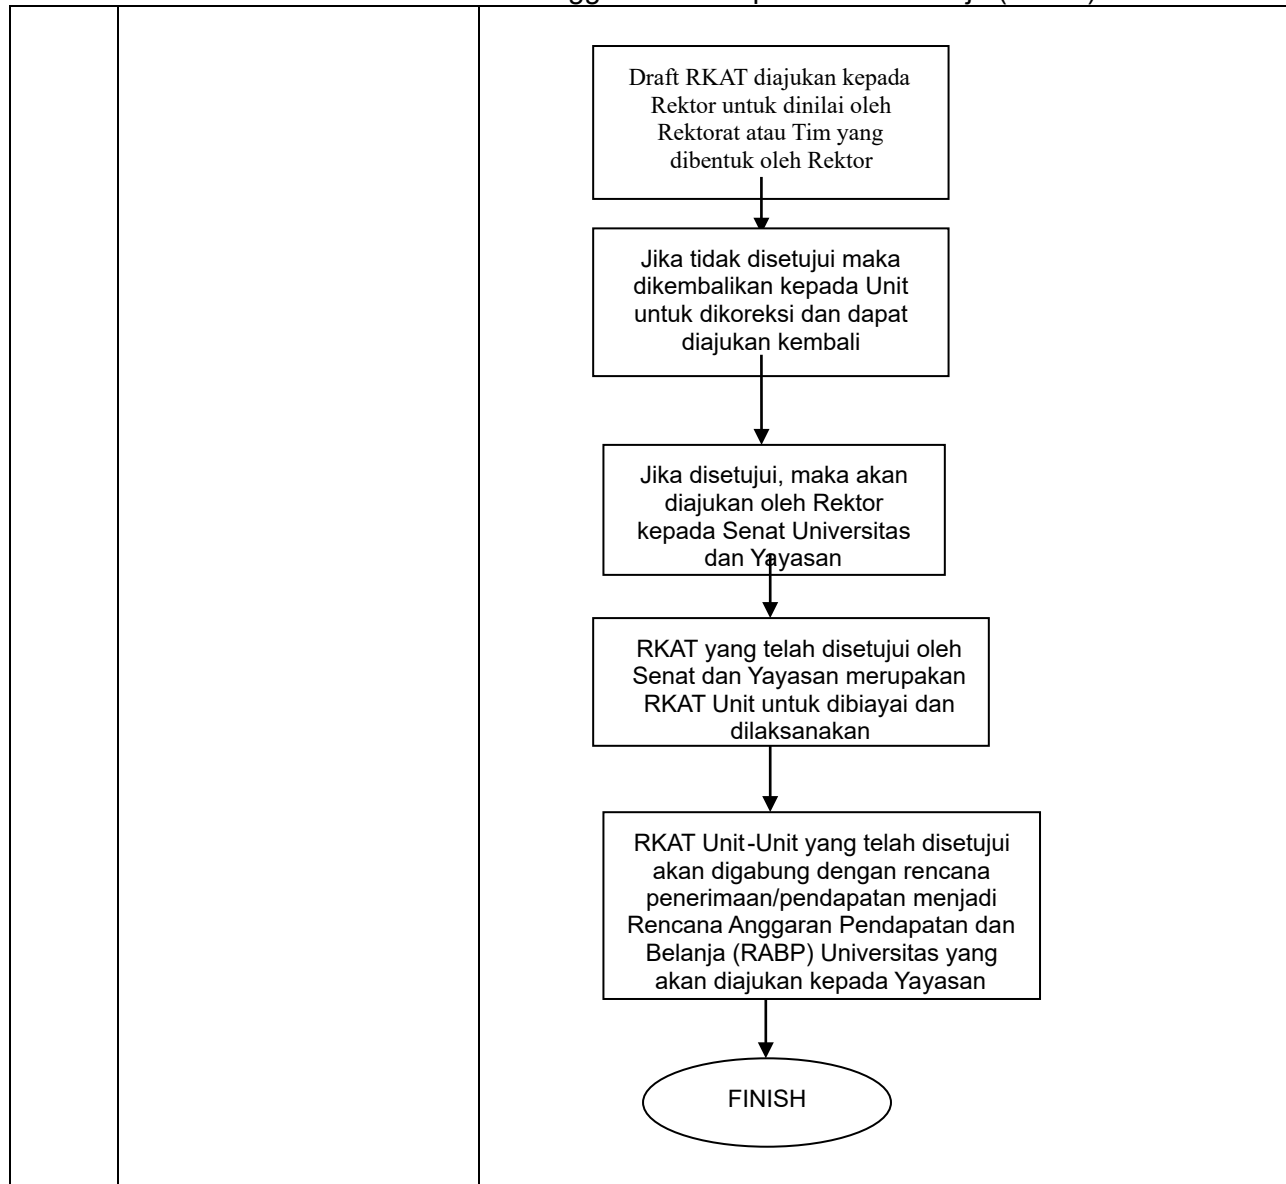 Draft RKAT diajukan kepada
Rektor untuk dinilai oleh
Rektorat atau Tim yang
dibentuk oleh Rektor
Jika tidak disetujui maka
dikembalikan kepada Unit
untuk dikoreksi dan dapat
diajukan kembali
Jika disetujui, maka akan
diajukan oleh Rektor
kepada Senat Universitas
dan Yayasan
RKAT yang telah disetujui oleh
Senat dan Yayasan merupakan
RKAT Unit untuk dibiayai dan
dilaksanakan
RKAT Unit-Unit yang telah disetujui
akan digabung dengan rencana
penerimaan/pendapatan menjadi
Rencana Anggaran Pendapatan dan
Belanja (RABP) Universitas yang
akan diajukan kepada Yayasan
FINISH